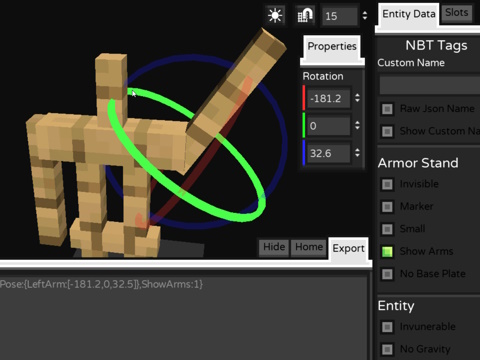 15
Entity Data
Slots
Properties
NBT Tags
Custom Name
Rotation
-181.2
Raw Json Name
0
Show Custom Na
32.6
Armor Stand
Invisible
Marker
Small
Hide
Home
Export
Show Arms
No Base Plate
Pose:{LeftArm:[-181.2,0,32.5]},ShowArms:1}
Entity
Invunerable
No Gravity